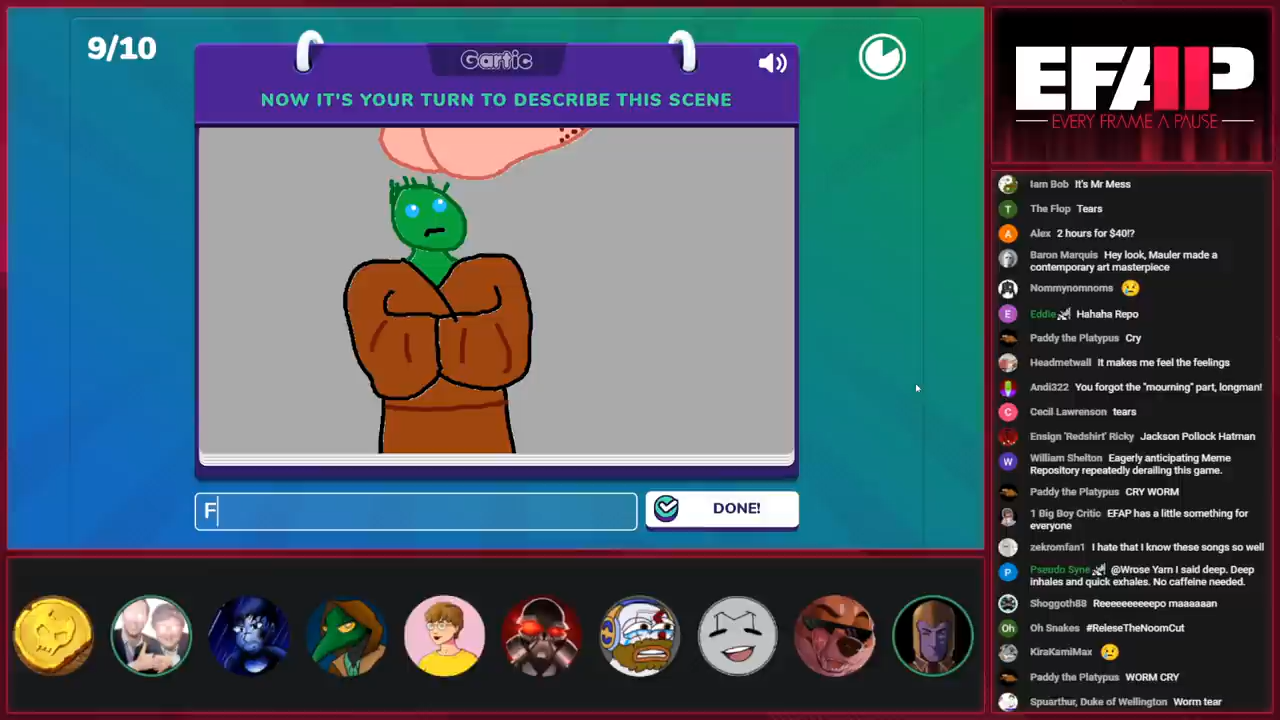 9/10
Gartic
NOW IT'S YOUR TURN TO DESCRIBE THIS SCENE
F
DONE!
EFAP
EVERY FRAME A PAUSE
Iam Bob It's Mr Mess
T The Flop Tears
A Alex 2 hours for $40!?
Baron Marquis Hey look, Mauler made a
contemporary art masterpiece
Nommynomnoms 😢
E Eddie Hahaha Repo
Paddy the Platypus Cry
Headmetwall It makes me feel the feelings
Andi322 You forgot the "mourning" part, longman!
C Cecil Lawrenson tears
Ensign 'Redshirt' Ricky Jackson Pollock Hatman
W William Shelton Eagerly anticipating Meme
Repository repeatedly derailing this game.
Paddy the Platypus CRY WORM
1 Big Boy Critic EFAP has a little something for
everyone
zekromfan1 I hate that I know these songs so well
P Pseudo Syne @Wrose Yarn I said deep. Deep
inhales and quick exhales. No caffeine needed.
Shoggoth88 Reeeeeeeeepo maaaaaan
Oh Oh Snakes #ReleseTheNoomCut
KiraKamiMax 😢
Paddy the Platypus WORM CRY
Spuarthur, Duke of Wellington Worm tear